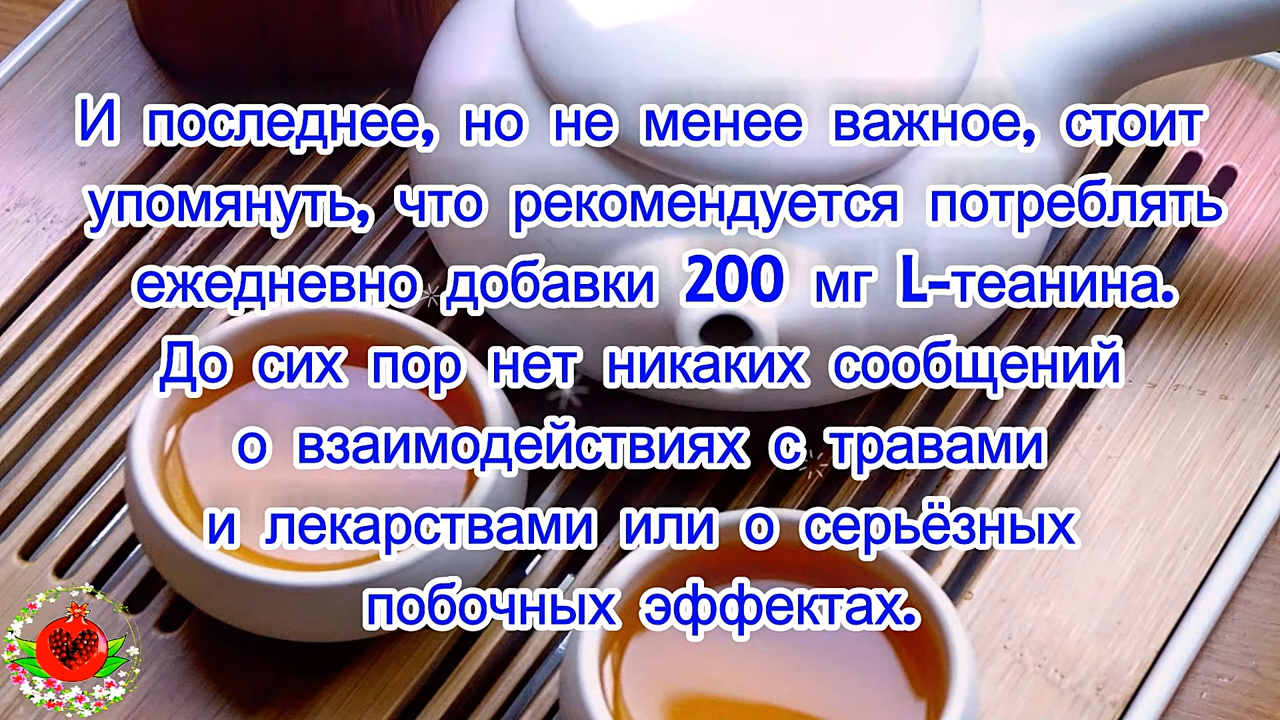 И последнее, но не менее важное, стоит
упомянуть, что рекомендуется потреблять
ежедневно добавки 200 мг L-теанина.
До сих пор нет никаких сообщений
о взаимодействиях с травами
и лекарствами или о серьёзных
побочных эффектах.